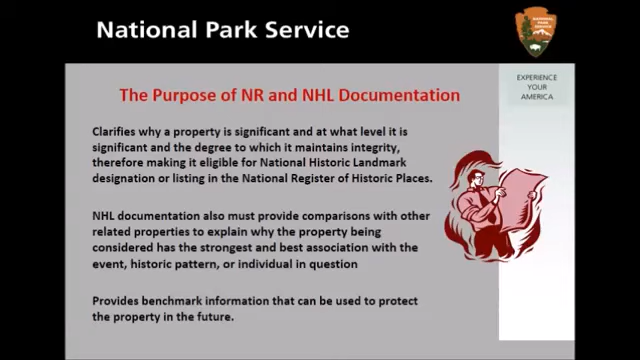 National Park Service
NATIONAL
PARK
SERVICE
EXPERIENCE
YOUR
AMERICA
The Purpose of NR and NHL Documentation
Clarifies why a property is significant and at what level it is
significant and the degree to which it maintains integrity,
therefore making it eligible for National Historic Landmark
designation or listing in the National Register of Historic Places.
NHL documentation also must provide comparisons with other
related properties to explain why the property being
considered has the strongest and best association with the
event, historic pattern, or individual in question
Provides benchmark information that can be used to protect
the property in the future.